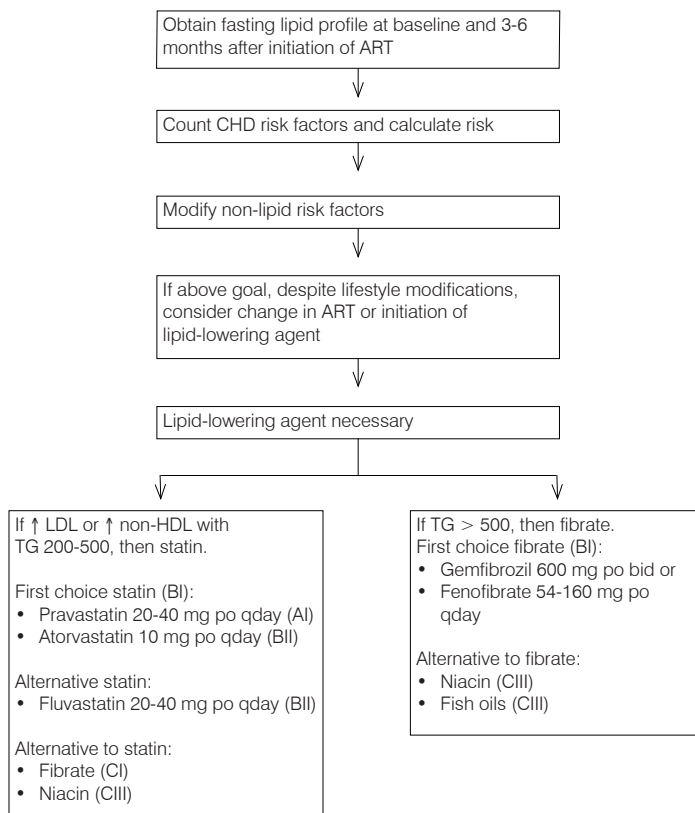 Obtain fasting lipid profile at baseline and 3-6
months after initiation of ART
Count CHD risk factors and calculate risk
Modify non-lipid risk factors
If above goal, despite lifestyle modifications,
consider change in ART or initiation of
lipid-lowering agent
Lipid-lowering agent necessary
If ↑ LDL or ↑ non-HDL with
TG 200-500, then statin.
First choice statin (BI):
• Pravastatin 20-40 mg po qday (AI)
• Atorvastatin 10 mg po qday (BII)
Alternative statin:
• Fluvastatin 20-40 mg po qday (BII)
Alternative to statin:
• Fibrate (CI)
• Niacin (CIII)
If TG > 500, then fibrate.
First choice fibrate (BI):
• Gemfibrozil 600 mg po bid or
• Fenofibrate 54-160 mg po
qday
Alternative to fibrate:
• Niacin (CIII)
• Fish oils (CIII)